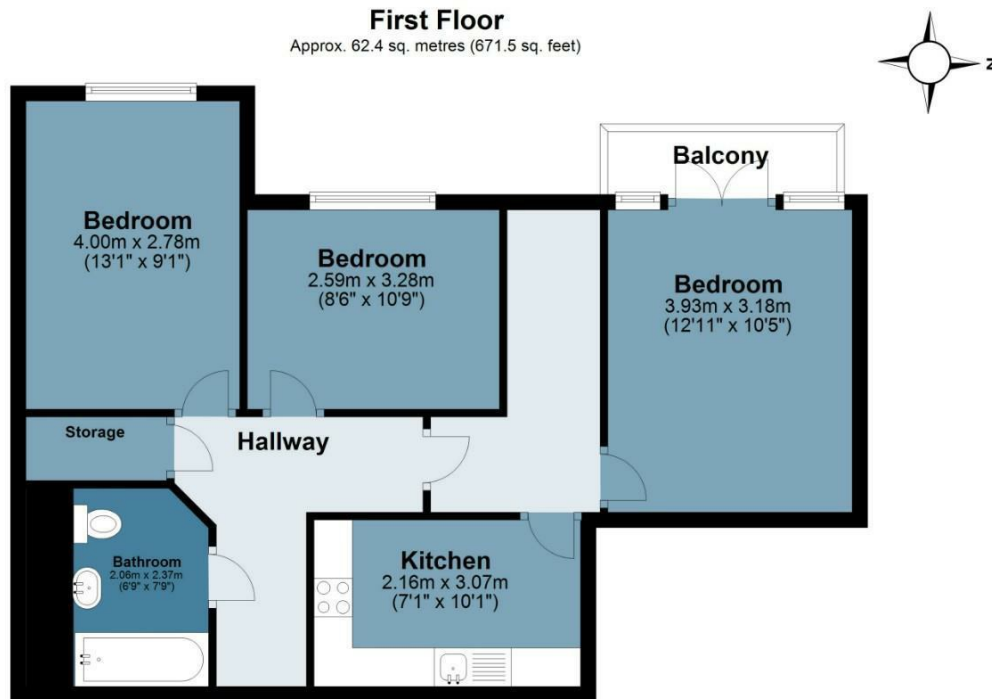 First Floor
Approx. 62.4 sq. metres (671.5 sq. feet)
N
Balcony
Bedroom
4.00m x 2.78m
(13'1" x 9'1")
Bedroom
2.59m x 3.28m
(8'6" x 10'9")
Bedroom
3.93m x 3.18m
(12'11" x 10'5")
Storage
Hallway
Bathroom
2.06m x 2.37m
(6'9" x 7'9")
Kitchen
2.16m x 3.07m
(7'1" x 10'1")